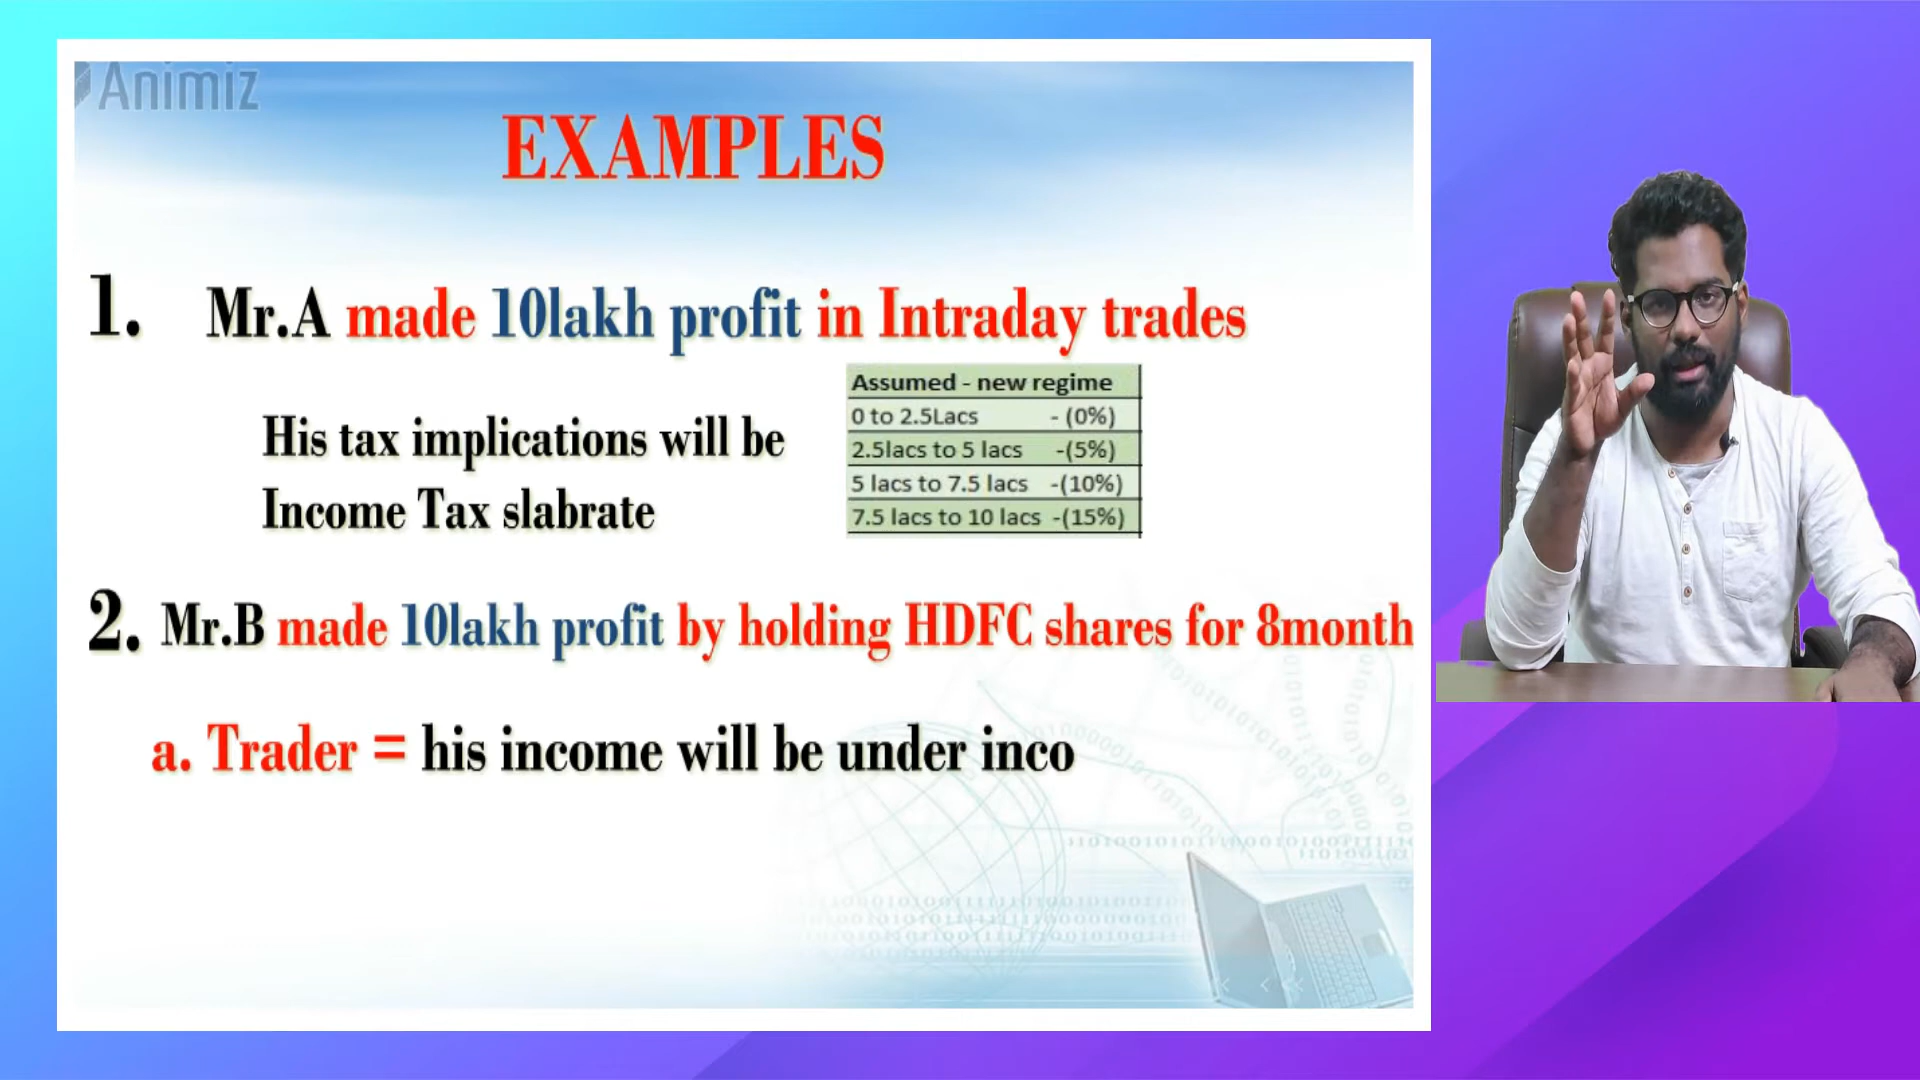 Animiz
EXAMPLES
1. Mr.A made 10lakh profit in Intraday trades
His tax implications will be
Income Tax slabrate
Assumed - new regime
0 to 2.5Lacs - (0%)
2.5lacs to 5 lacs -(5%)
5 lacs to 7.5 lacs -(10%)
7.5 lacs to 10 lacs -(15%)
2. Mr.B made 10lakh profit by holding HDFC shares for 8month
a. Trader = his income will be under inco